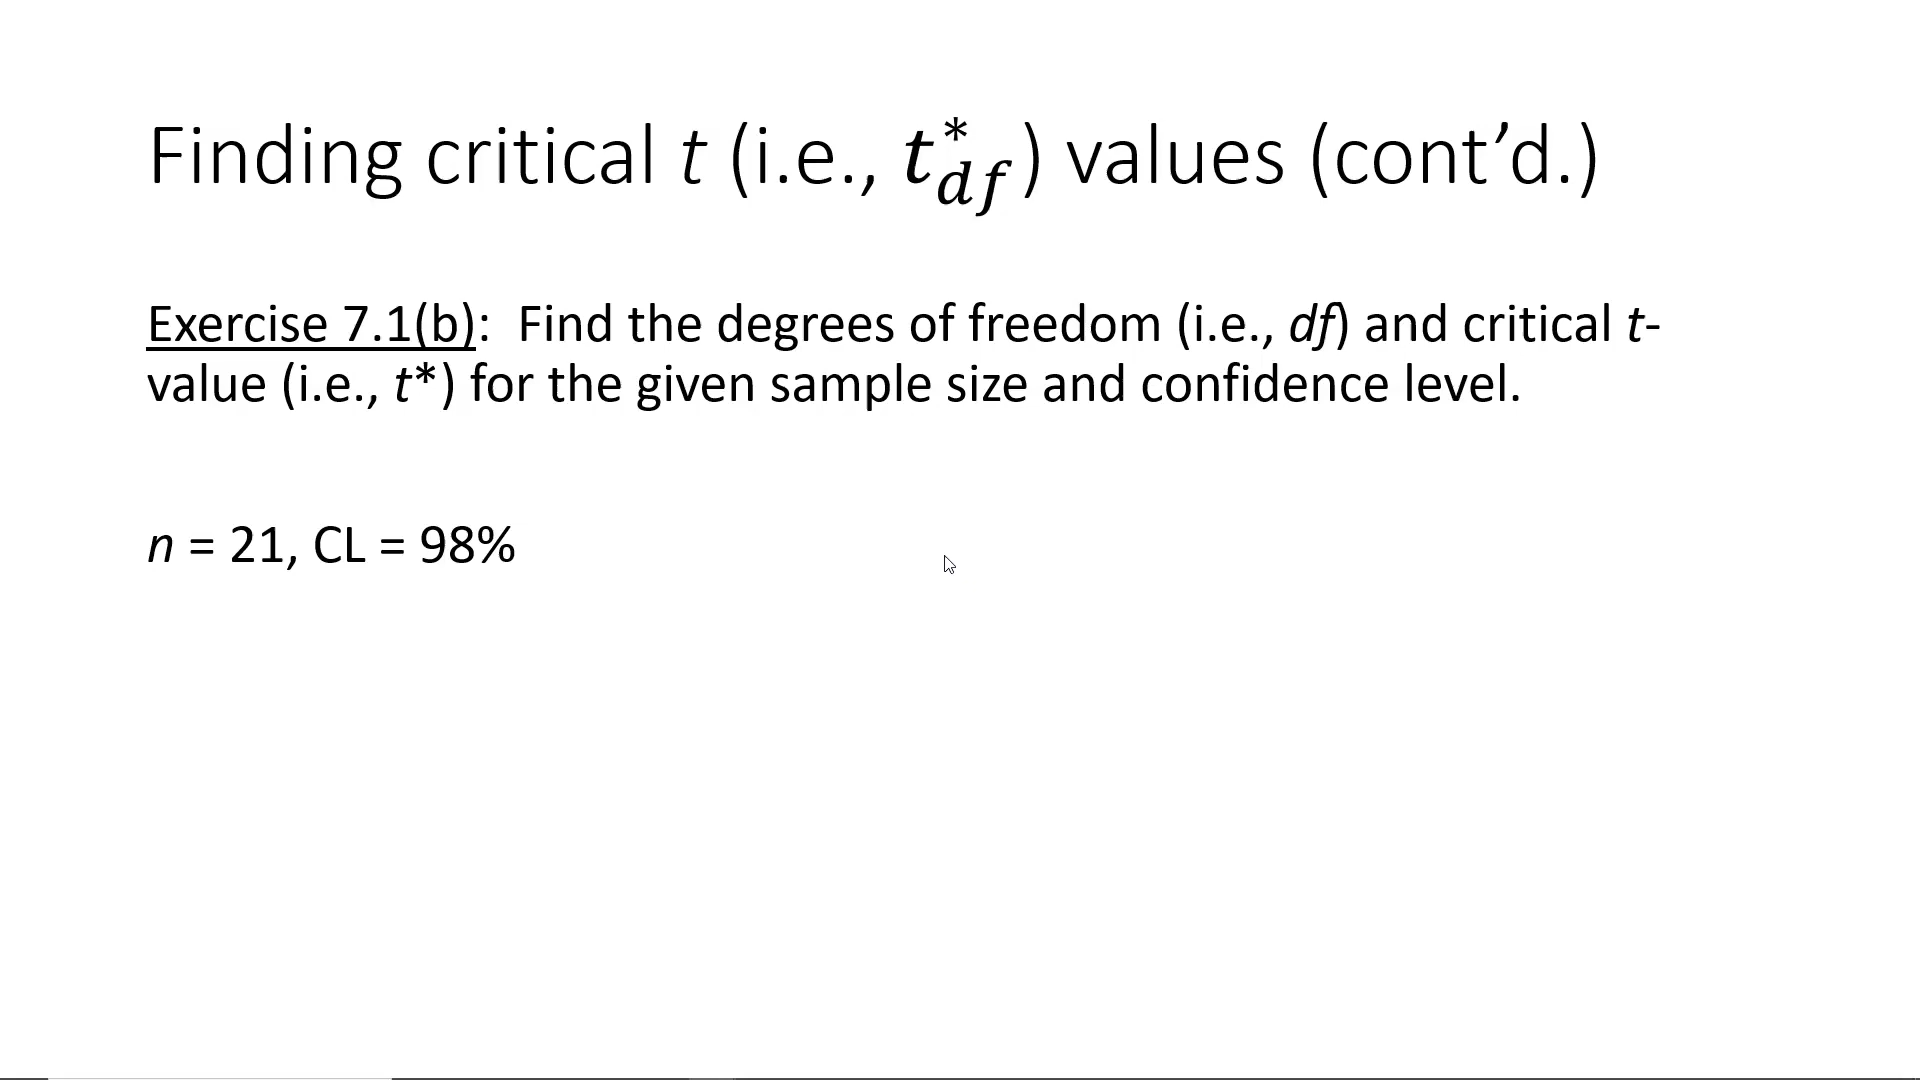 Finding critical t (i.e., t*df) values (cont’d.)
Exercise 7.1(b):  Find the degrees of freedom (i.e., df) and critical t-
value (i.e., t*) for the given sample size and confidence level.
n = 21, CL = 98%